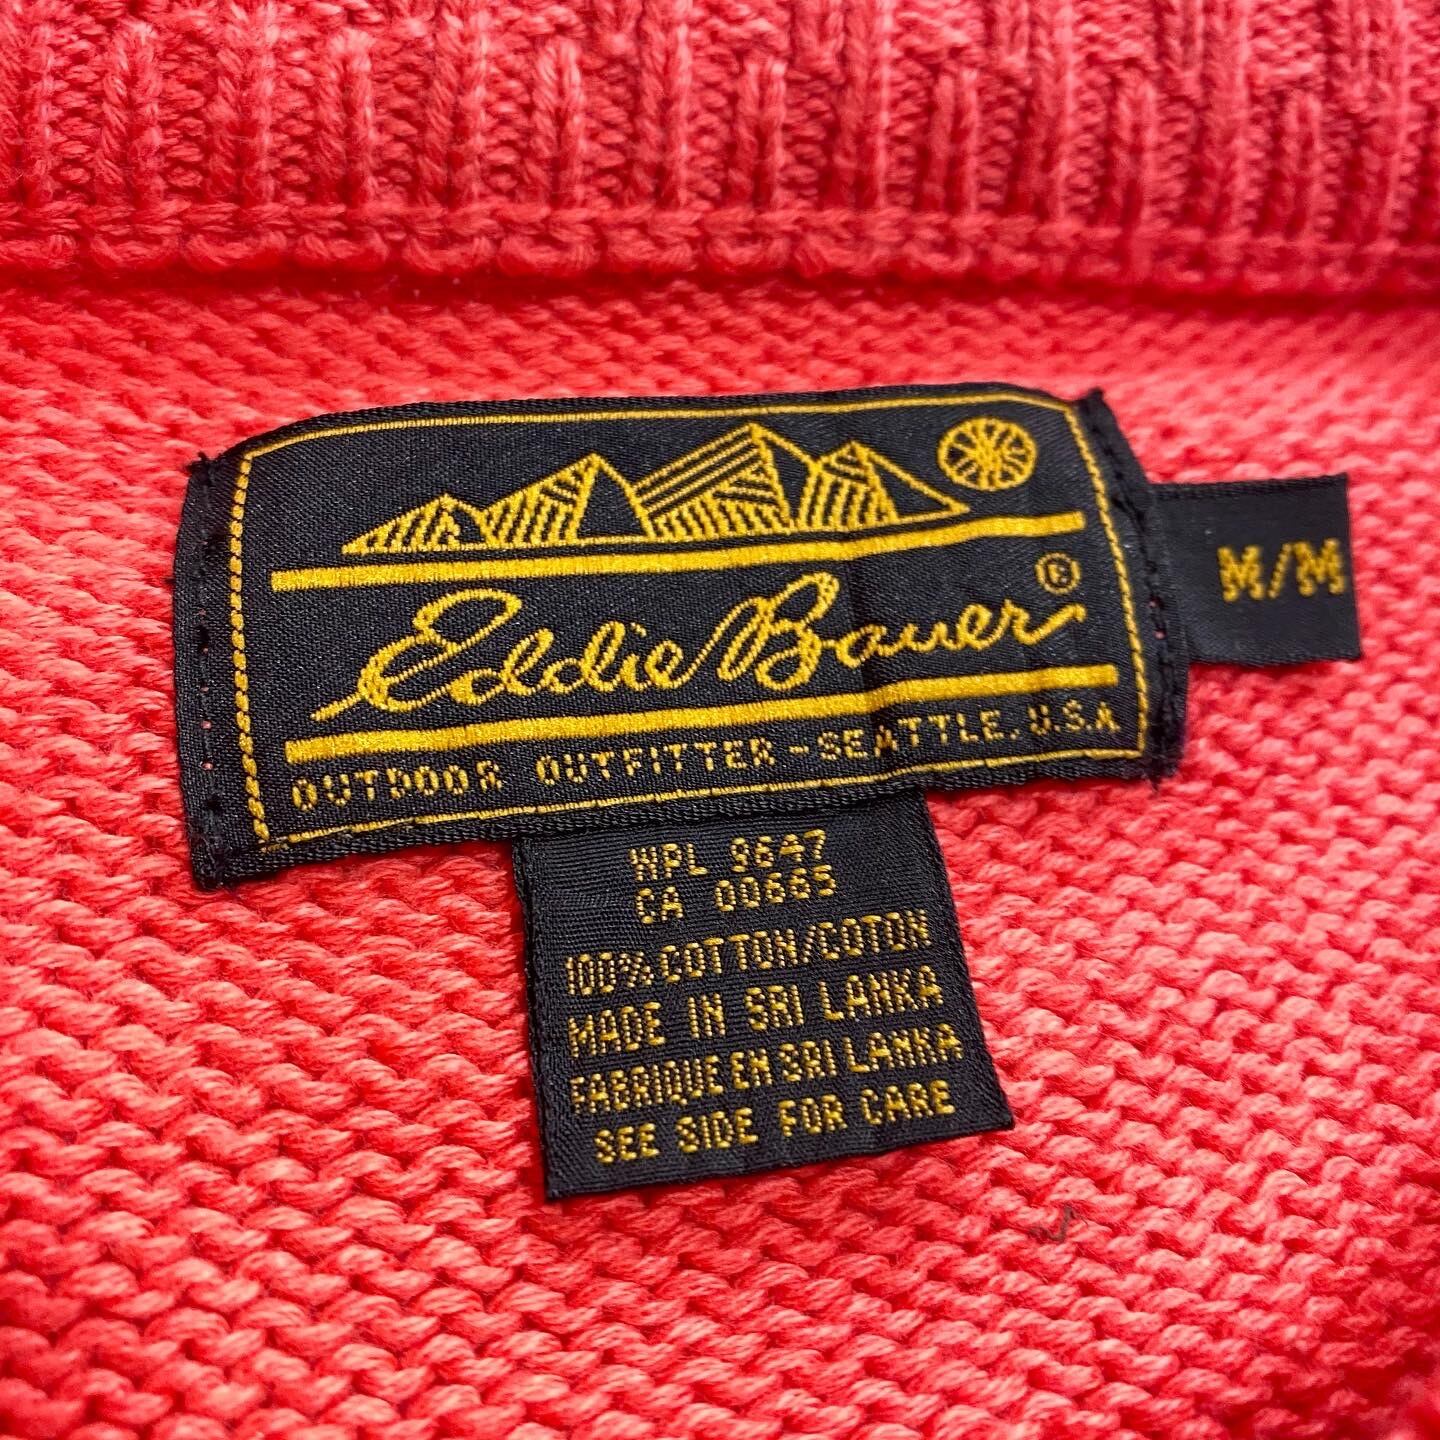 Eddie Bauer®
OUTDOOR OUTFITTER - SEATTLE, U.S.A
M/M
WPL 9647
CA 00665
100% COTTON/COTON
MADE IN SRI LANKA
FABRIQUE EN SRI LANKA
SEE SIDE FOR CARE